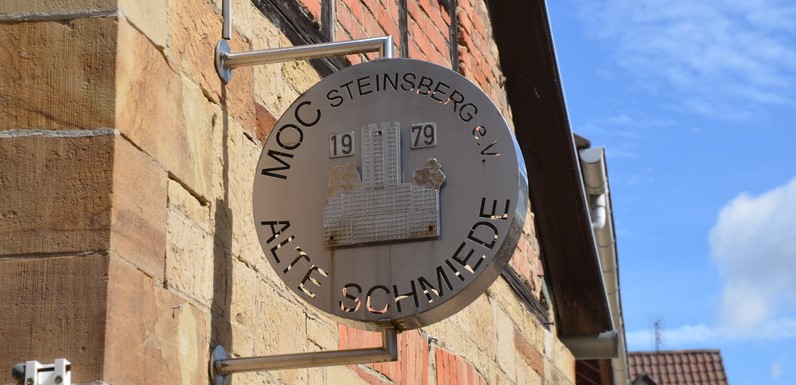 MOC STEINSBERG e.V.
19 79
ALTE SCHMIEDE